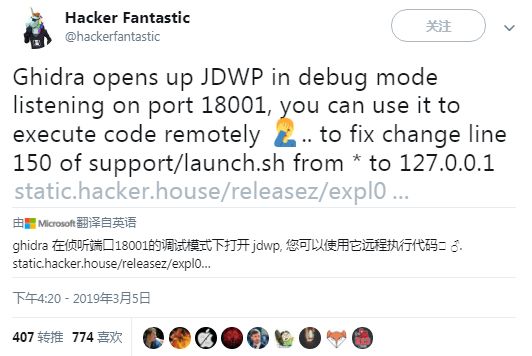 Hacker Fantastic
@hackerfantastic
关注
Ghidra opens up JDWP in debug mode
listening on port 18001, you can use it to
execute code remotely 🤦‍♂️.. to fix change line
150 of support/launch.sh from * to 127.0.0.1
static.hacker.house/releasez/expl0 ...
由 Microsoft 翻译自英语
ghidra 在侦听端口18001的调试模式下打开 jdwp, 您可以使用它远程执行代码
static.hacker.house/releasez/expl0...
下午4:20 - 2019年3月5日
407 转推 774 喜欢